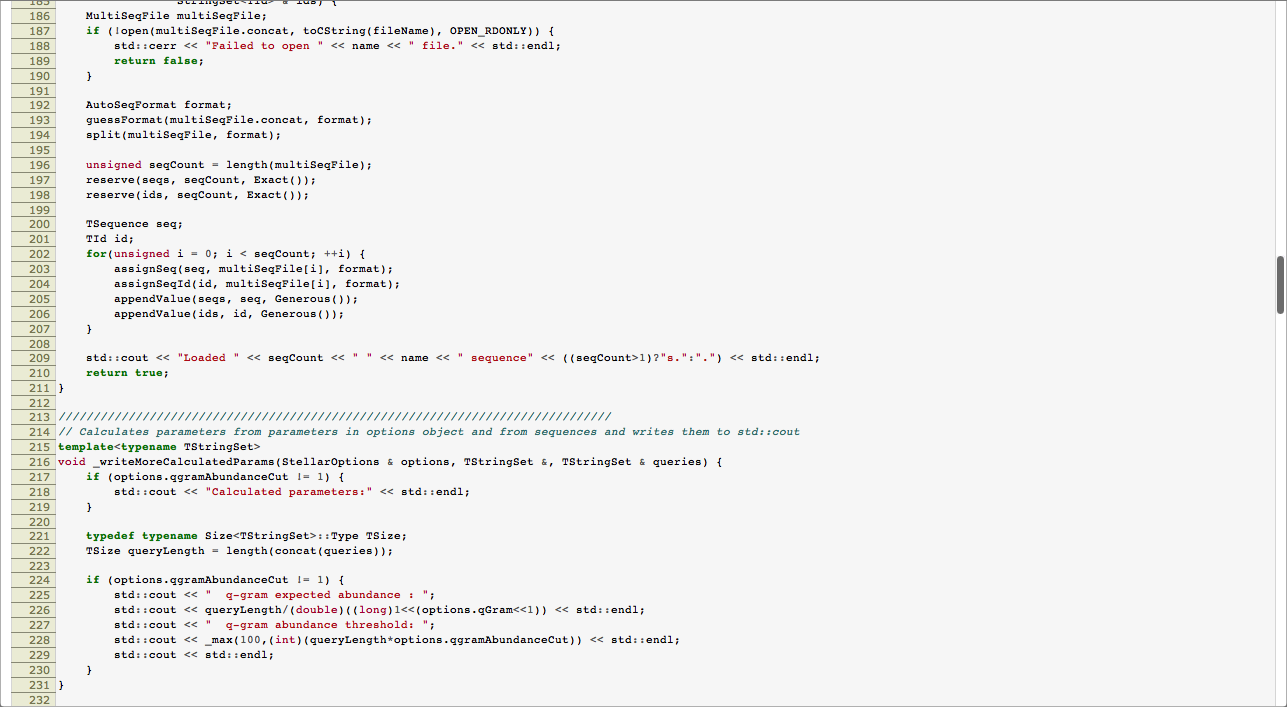 185 StringSet<TId> & ids) {
186 MultiSeqFile multiSeqFile;
187 if (!open(multiSeqFile.concat, toCString(fileName), OPEN_RDONLY)) {
188 std::cerr << "Failed to open " << name << " file." << std::endl;
189 return false;
190 }
191
192 AutoSeqFormat format;
193 guessFormat(multiSeqFile.concat, format);
194 split(multiSeqFile, format);
195
196 unsigned seqCount = length(multiSeqFile);
197 reserve(seqs, seqCount, Exact());
198 reserve(ids, seqCount, Exact());
199
200 TSequence seq;
201 TId id;
202 for(unsigned i = 0; i < seqCount; ++i) {
203 assignSeq(seq, multiSeqFile[i], format);
204 assignSeqId(id, multiSeqFile[i], format);
205 appendValue(seqs, seq, Generous());
206 appendValue(ids, id, Generous());
207 }
208
209 std::cout << "Loaded " << seqCount << " " << name << " sequence" << ((seqCount>1)?"s.":".") << std::endl;
210 return true;
211 }
212
213 ///////////////////////////////////////////////////////////////////////////////
214 // Calculates parameters from parameters in options object and from sequences and writes them to std::cout
215 template<typename TStringSet>
216 void _writeMoreCalculatedParams(StellarOptions & options, TStringSet &, TStringSet & queries) {
217 if (options.qgramAbundanceCut != 1) {
218 std::cout << "Calculated parameters:" << std::endl;
219 }
220
221 typedef typename Size<TStringSet>::Type TSize;
222 TSize queryLength = length(concat(queries));
223
224 if (options.qgramAbundanceCut != 1) {
225 std::cout << "  q-gram expected abundance : ";
226 std::cout << queryLength/(double)((long)1<<(options.qGram<<1)) << std::endl;
227 std::cout << "  q-gram abundance threshold: ";
228 std::cout << _max(100,(int)(queryLength*options.qgramAbundanceCut)) << std::endl;
229 std::cout << std::endl;
230 }
231 }
232